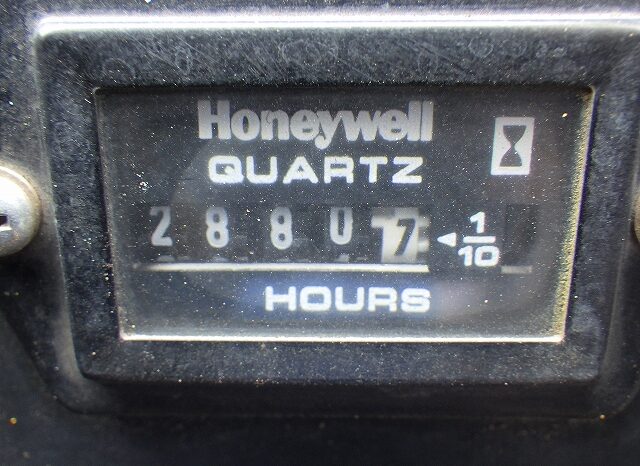 Honeywell
QUARTZ
28807 ◄ 1/10
HOURS